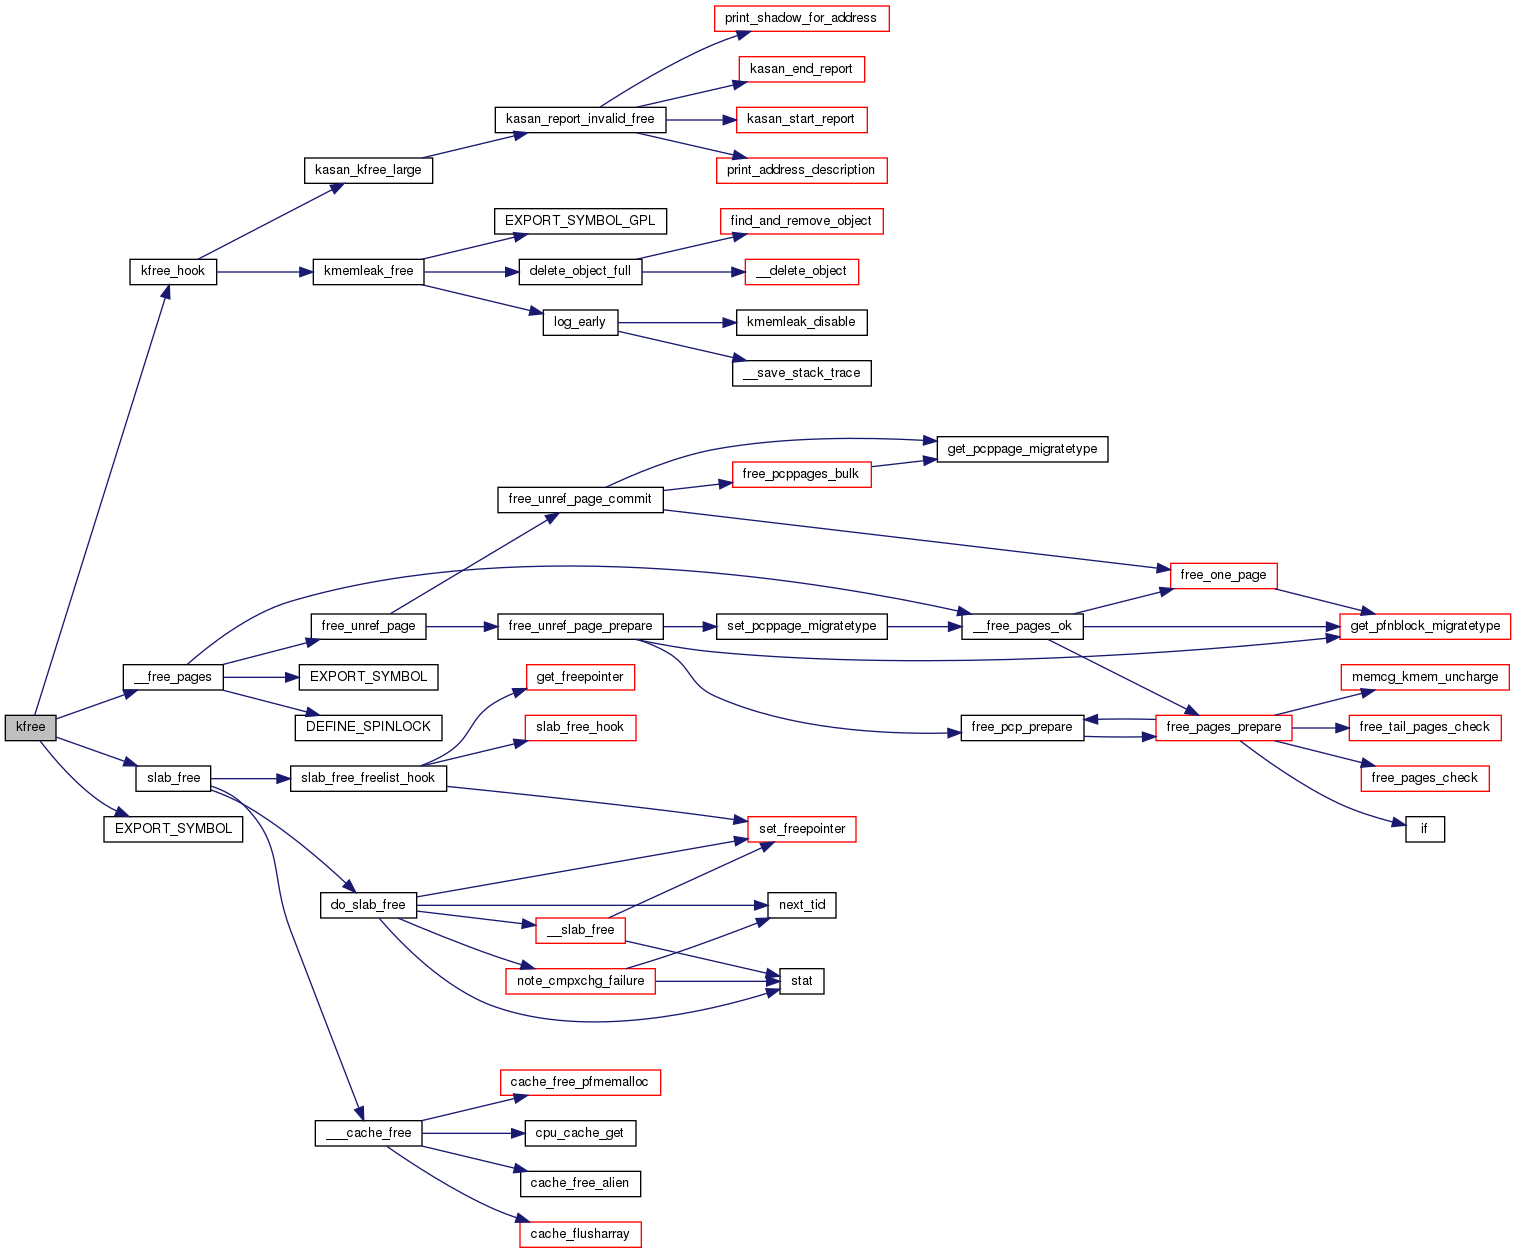 print_shadow_for_address
kasan_end_report
kasan_report_invalid_free
kasan_start_report
kasan_kfree_large
print_address_description
EXPORT_SYMBOL_GPL
find_and_remove_object
kfree_hook
kmemleak_free
delete_object_full
__delete_object
log_early
kmemleak_disable
__save_stack_trace
get_pcppage_migratetype
free_pcppages_bulk
free_unref_page_commit
free_one_page
free_unref_page
free_unref_page_prepare
set_pcppage_migratetype
__free_pages_ok
get_pfnblock_migratetype
__free_pages
EXPORT_SYMBOL
get_freepointer
memcg_kmem_uncharge
kfree
DEFINE_SPINLOCK
slab_free_hook
free_pcp_prepare
free_pages_prepare
free_tail_pages_check
slab_free
slab_free_freelist_hook
free_pages_check
EXPORT_SYMBOL
set_freepointer
if
do_slab_free
next_tid
__slab_free
note_cmpxchg_failure
stat
cache_free_pfmemalloc
___cache_free
cpu_cache_get
cache_free_alien
cache_flusharray